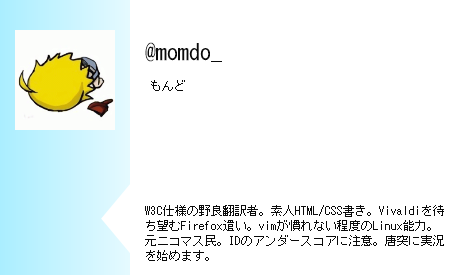 @momdo_
もんど
W3C仕様の野良翻訳者。素人HTML/CSS書き。Vivaldiを待
ち望むFirefox遣い。vimが慣れない程度のLinux能力。
元ニコマス民。IDのアンダースコアに注意。唐突に実況
を始めます。